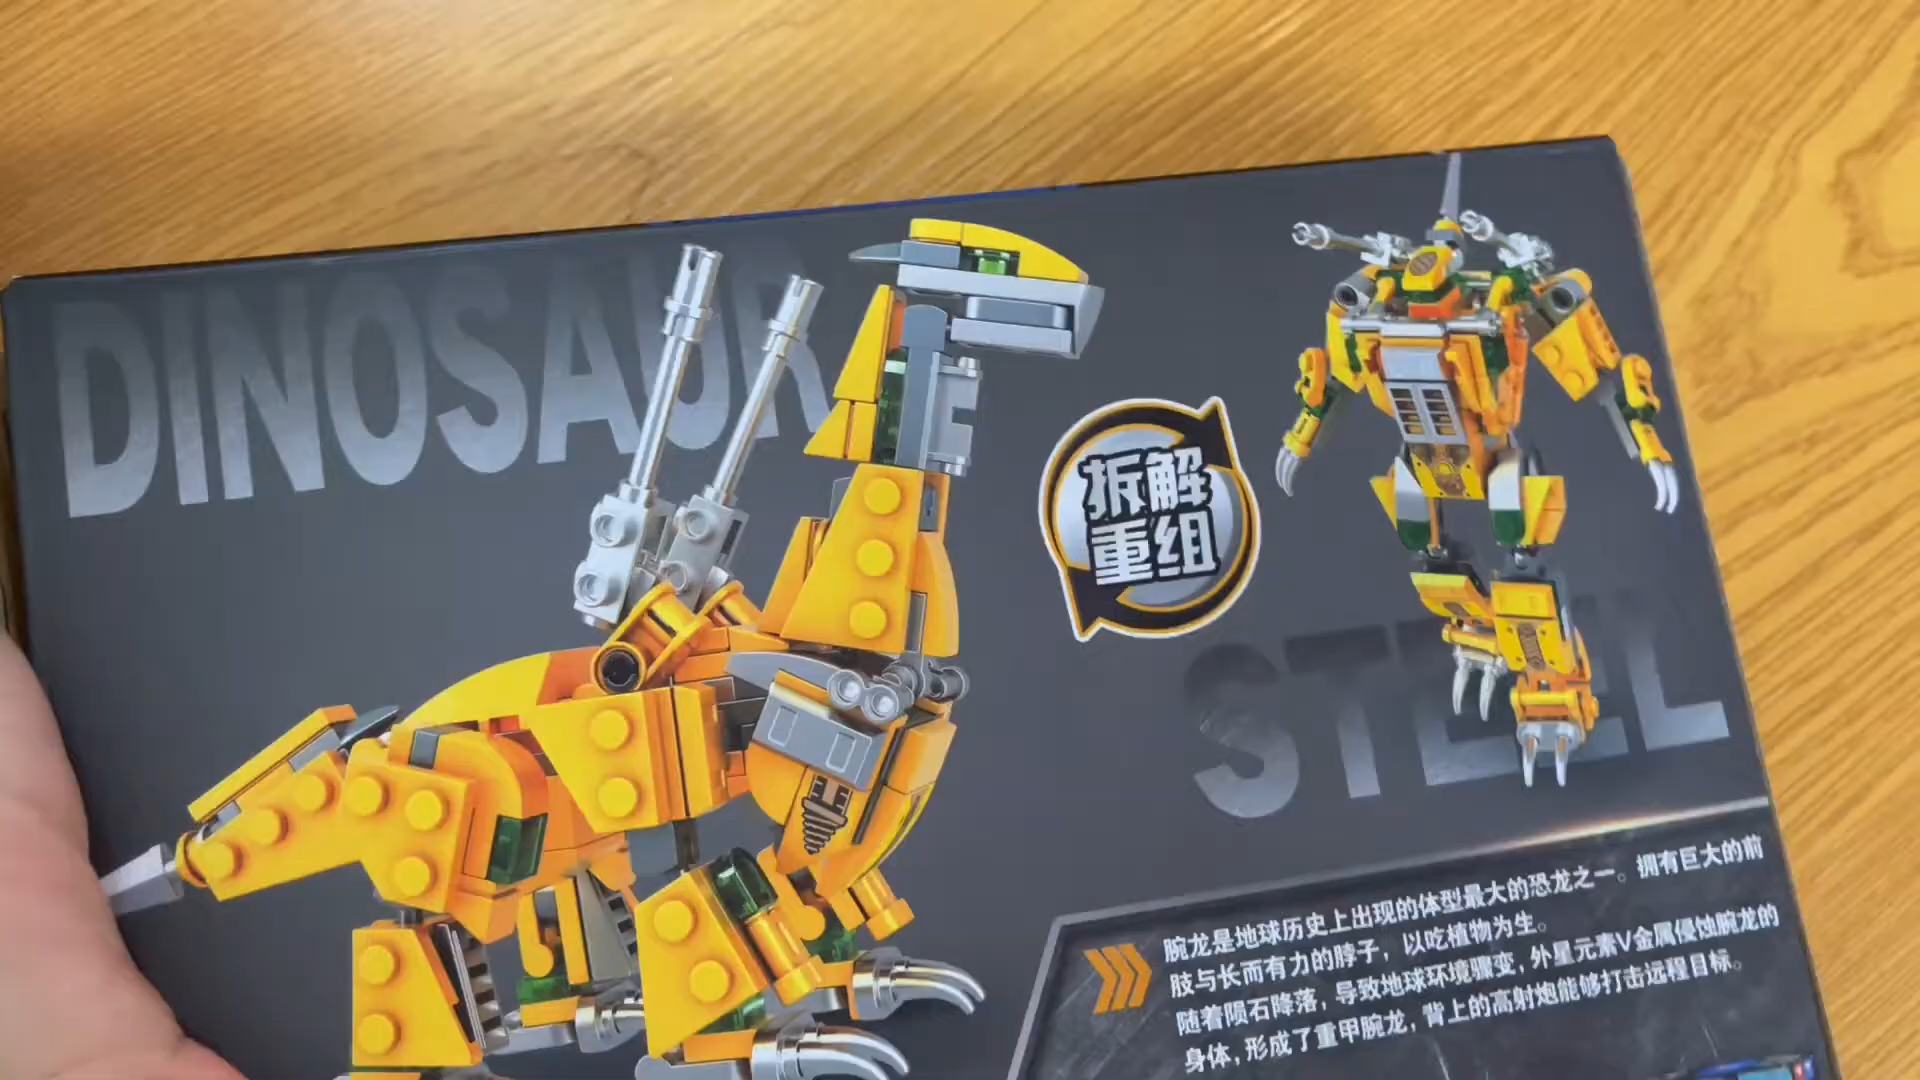 DINOSAUR
拆解
重组
STEEL
腕龙是地球历史上出现的体型最大的恐龙之一。拥有巨大的前
肢与长而有力的脖子，以吃植物为生。
随着陨石降落，导致地球环境骤变，外星元素V金属侵蚀腕龙的
身体，形成了重甲腕龙，背上的高射炮能够打击远程目标。